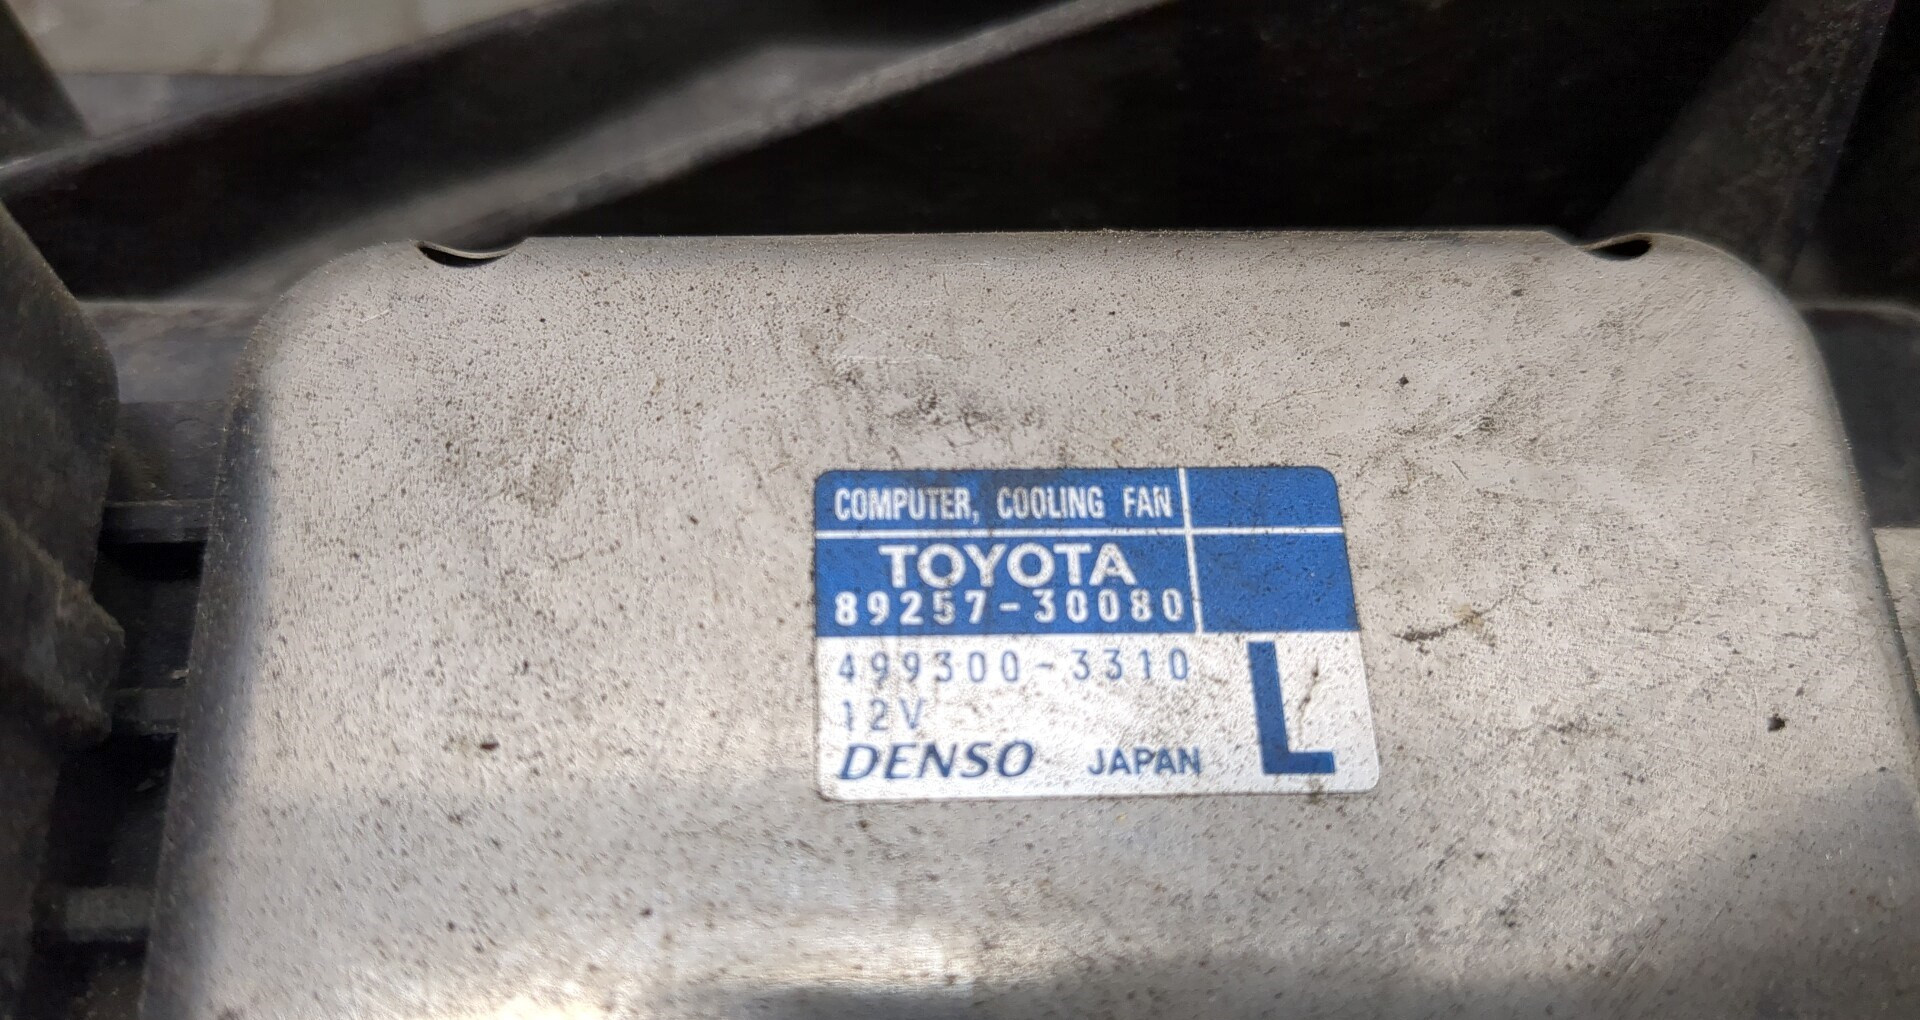 COMPUTER, COOLING FAN
TOYOTA
89257-30080
499300-3310
12V
L
DENSO JAPAN